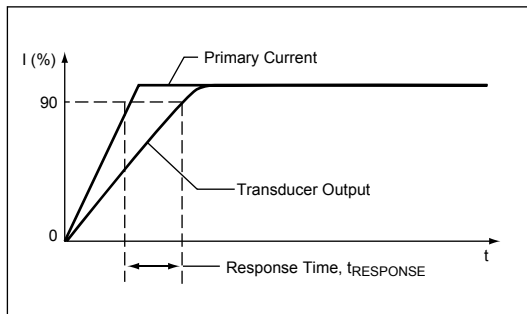 I (%)
Primary Current
90
Transducer Output
0
t
Response Time, tRESPONSE